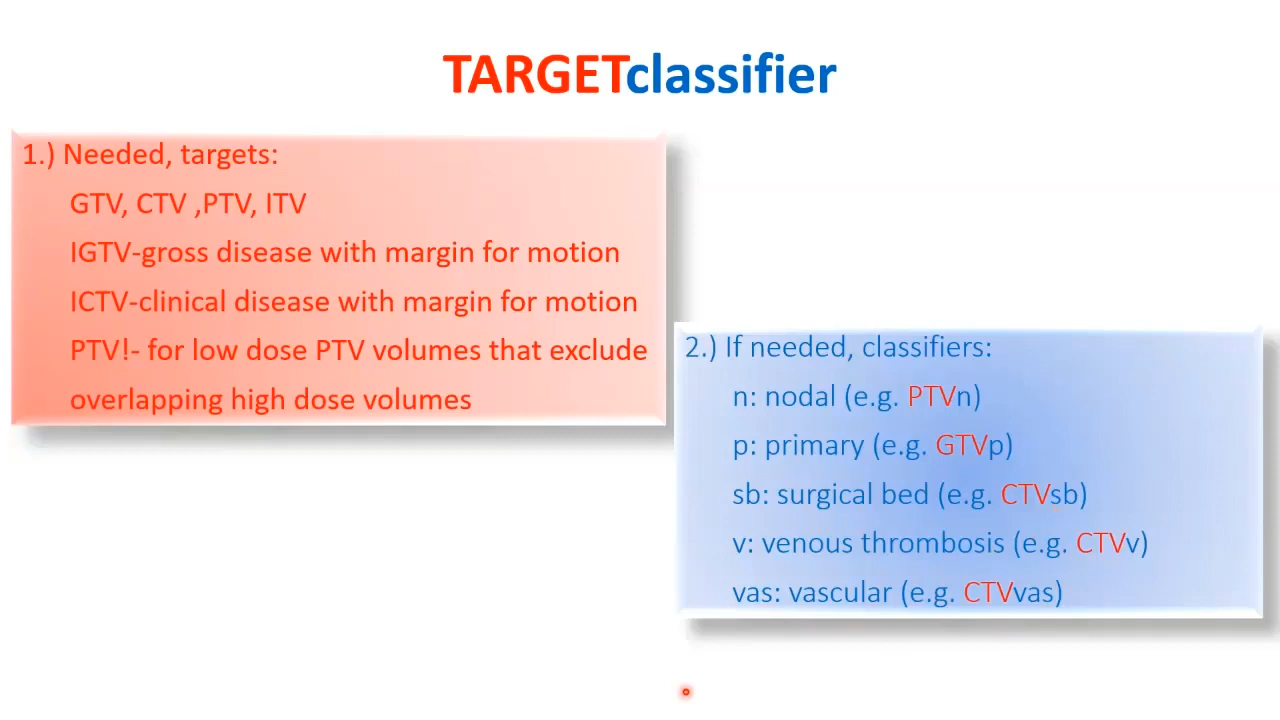 TARGETclassifier
1.) Needed, targets:
GTV, CTV ,PTV, ITV
IGTV-gross disease with margin for motion
ICTV-clinical disease with margin for motion
PTV!- for low dose PTV volumes that exclude
overlapping high dose volumes
2.) If needed, classifiers:
n: nodal (e.g. PTVn)
p: primary (e.g. GTVp)
sb: surgical bed (e.g. CTVsb)
v: venous thrombosis (e.g. CTVv)
vas: vascular (e.g. CTVvas)